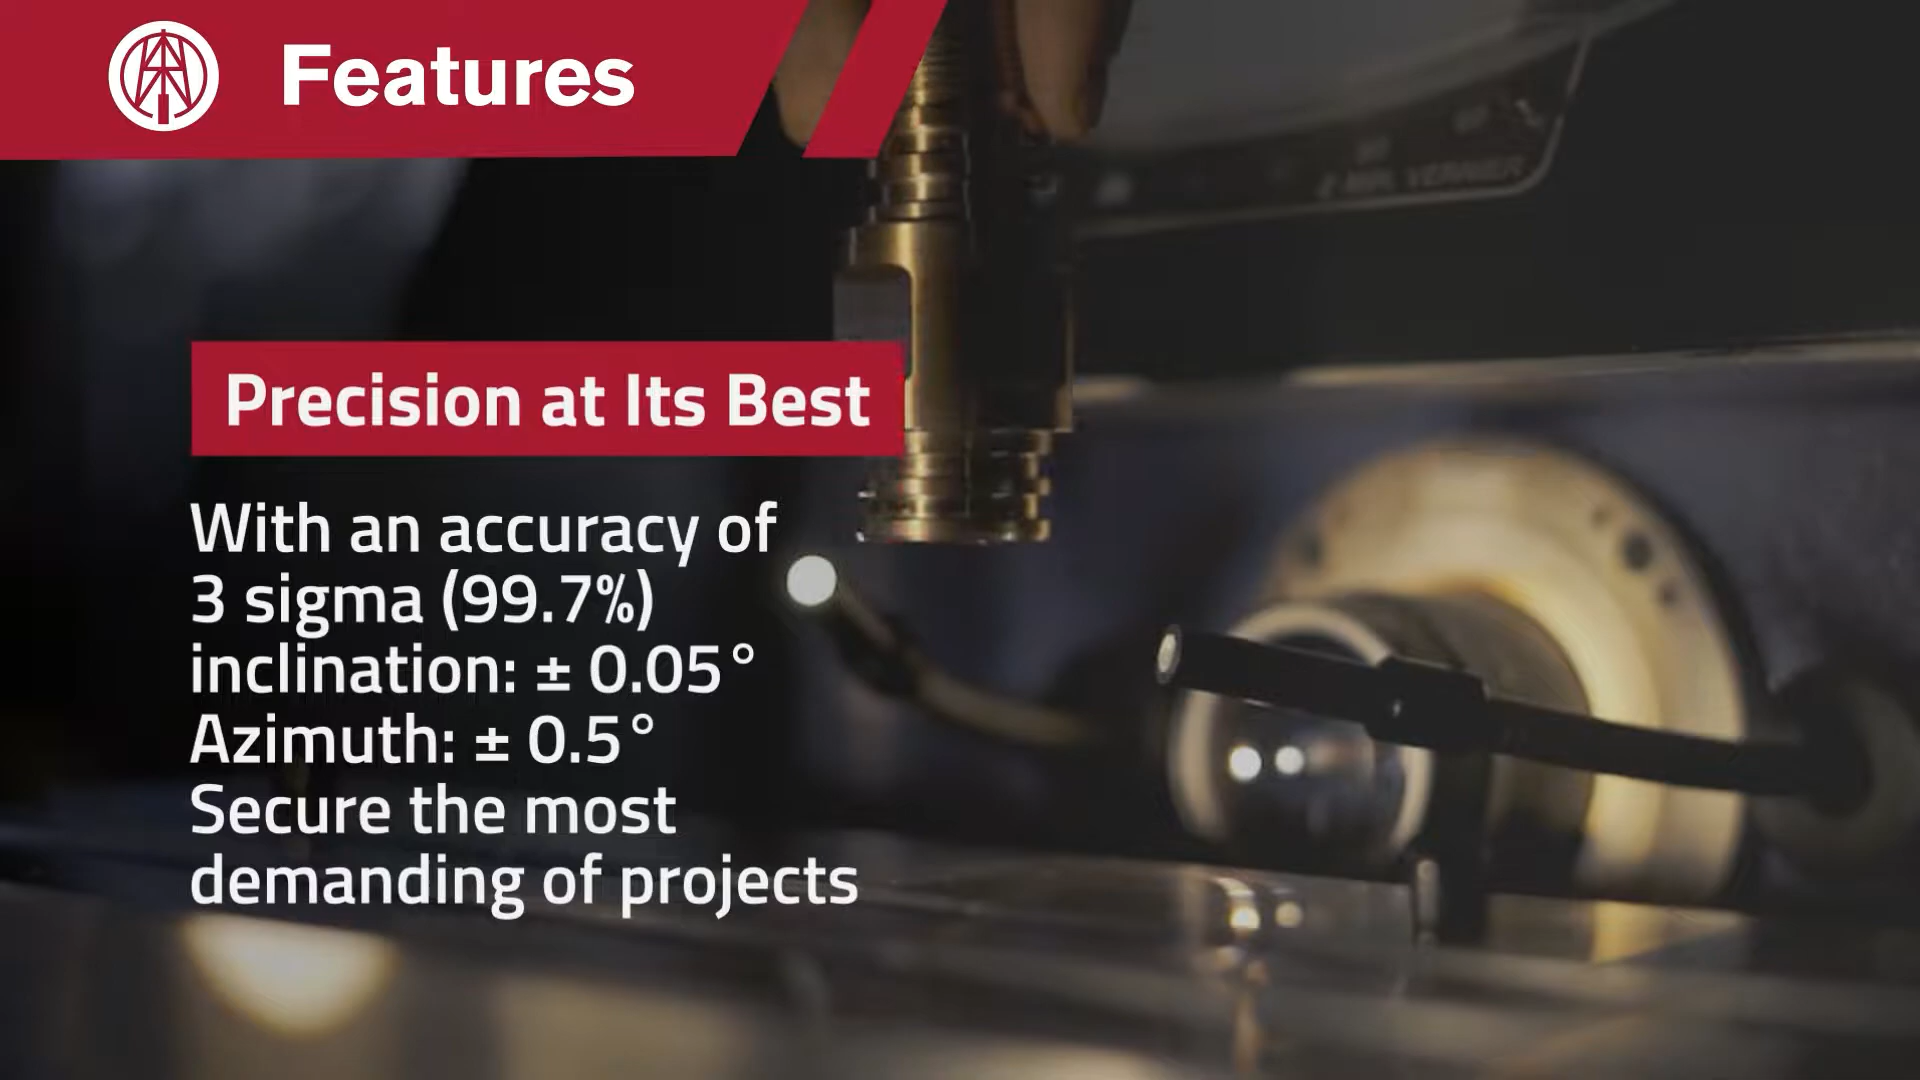 Features
Precision at Its Best
With an accuracy of
3 sigma (99.7%)
inclination: ± 0.05°
Azimuth: ± 0.5°
Secure the most
demanding of projects
VERNIER